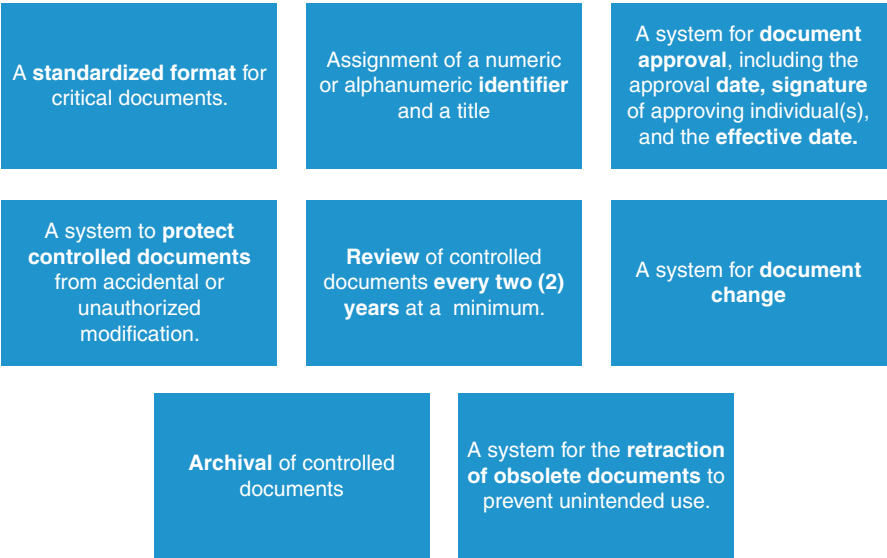 A standardized format for
critical documents.
Assignment of a numeric
or alphanumeric identifier
and a title
A system for document
approval, including the
approval date, signature
of approving individual(s),
and the effective date.
A system to protect
controlled documents
from accidental or
unauthorized
modification.
Review of controlled
documents every two (2)
years at a minimum.
A system for document
change
Archival of controlled
documents
A system for the retraction
of obsolete documents to
prevent unintended use.